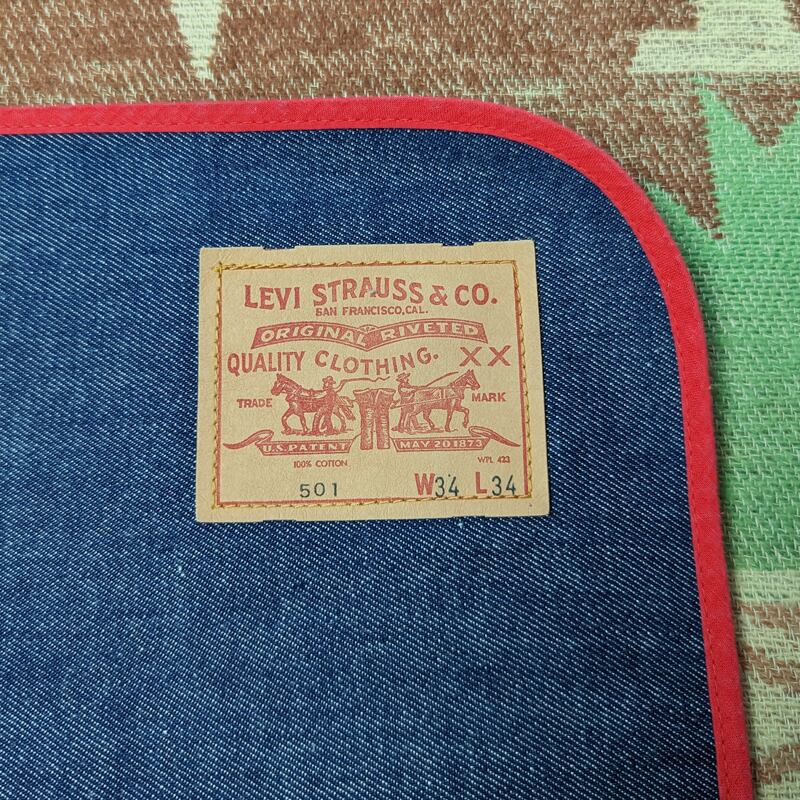 LEVI STRAUSS & CO.
SAN FRANCISCO, CAL.
ORIGINAL RIVETED
QUALITY CLOTHING. XX
TRADE MARK
U.S. PATENT MAY 20 1873
100% COTTON WPL 423
501 W34 L34